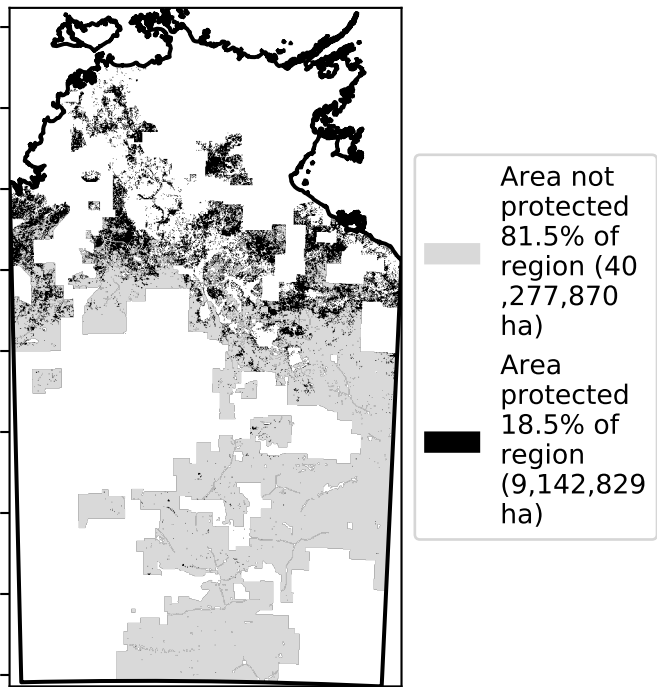 Area not
protected
81.5% of
region (40
,277,870
ha)
Area
protected
18.5% of
region
(9,142,829
ha)